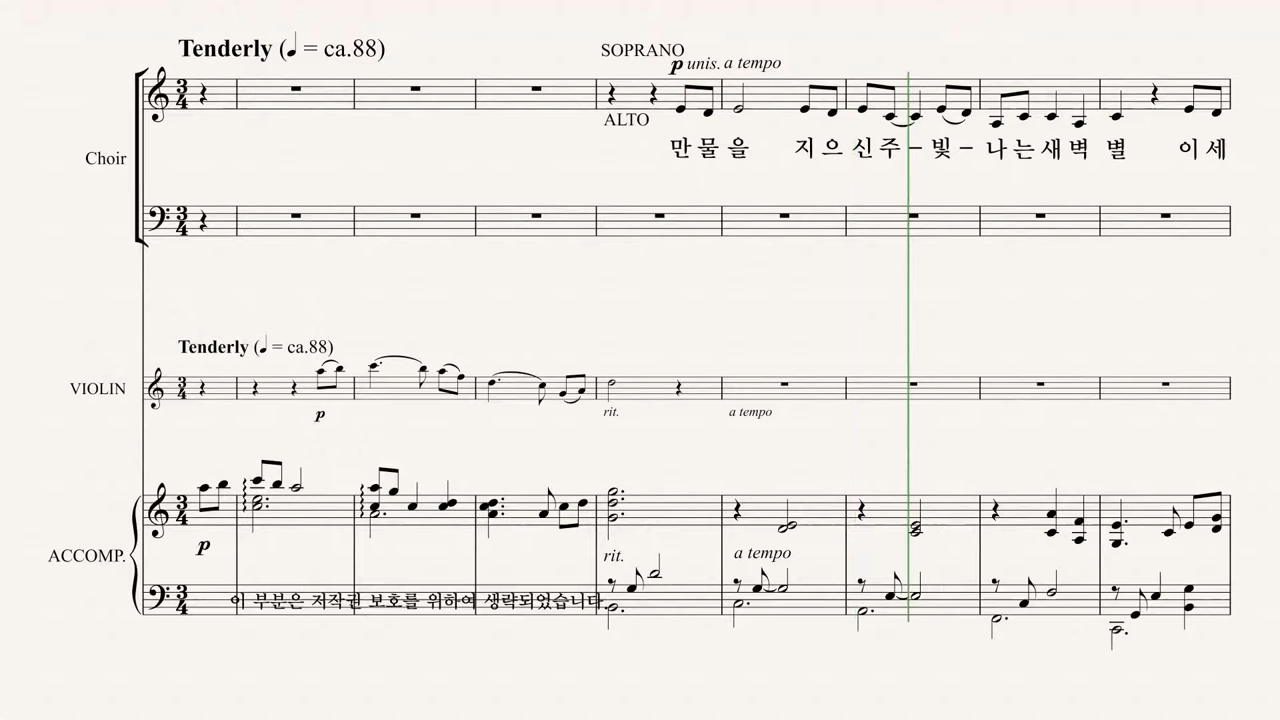 Tenderly (♩ = ca.88)
SOPRANO
p unis. a tempo
ALTO
Choir
만 물 을 지 으 신 주 – 빛 – 나 는 새 벽 별 이 세
Tenderly (♩ = ca.88)
VIOLIN
p
rit.
a tempo
p
rit.
a tempo
ACCOMP.
이 부분은 저작권 보호를 위하여 생략되었습니다.